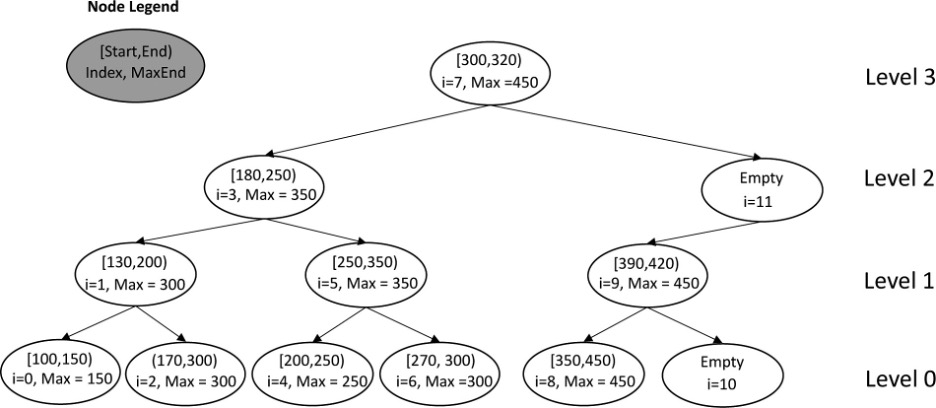 Node Legend
[Start,End)
Index, MaxEnd
[300,320)
i=7, Max =450
Level 3
[180,250)
i=3, Max = 350
Empty
i=11
Level 2
[130,200)
i=1, Max = 300
[250,350)
i=5, Max = 350
[390,420)
i=9, Max = 450
Level 1
[100,150)
i=0, Max = 150
(170,300)
i=2, Max = 300
[200,250)
i=4, Max = 250
[270, 300)
i=6, Max =300
[350,450)
i=8, Max = 450
Empty
i=10
Level 0